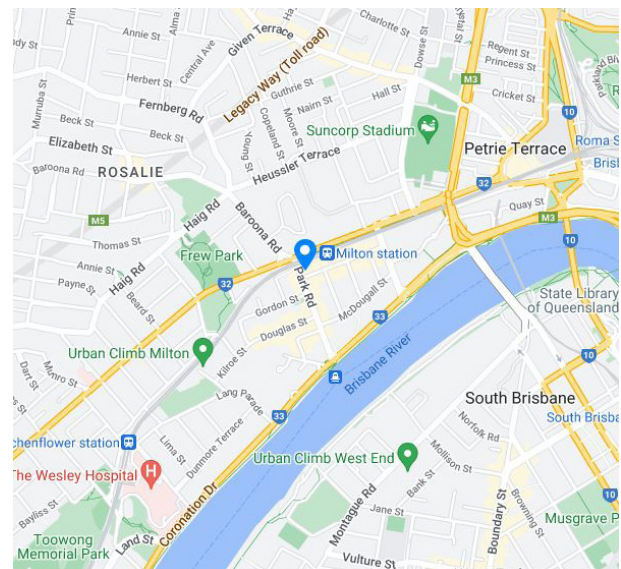 Charlotte St
Annie St
Alma
Central Ave
Given Terrace
Dowse St
Regent St
Princess St
dy St
Herbert St
Legacy Way (Toll road)
Guthrie St
M3
Cricket St
Murruba St
Fernberg Rd
Nairn St
Hall St
Parkland
10
Beck St
Beck St
Copeland St
Moore St
Suncorp Stadium
Elizabeth St
Young St
Petrie Terrace
Roma S
Brisb
Baroona Rd
ROSALIE
Heussler Terrace
32
Haig Rd
Baroona Rd
Quay St
M5
M3
Thomas St
Frew Park
Milton station
10
Annie St
Payne St
Haig Rd
Beard St
32
Park Rd
State Library
of Queensland
Gordon St
McDougall St
33
Douglas St
Urban Climb Milton
Kilroe St
Brisbane River
10
Dart St
Munro St
Lang Parade
South Brisbane
South Brisba
33
chenflower station
Lima St
Dunmore Terrace
Norfolk Rd
Mollison St
The Wesley Hospital
H
Urban Climb West End
Bank St
Browning St
10
Bayliss St
Coronation Dr
Montague Rd
Jane St
Boundary St
Musgrave P
Toowong
Memorial Park
Land St
Vulture St